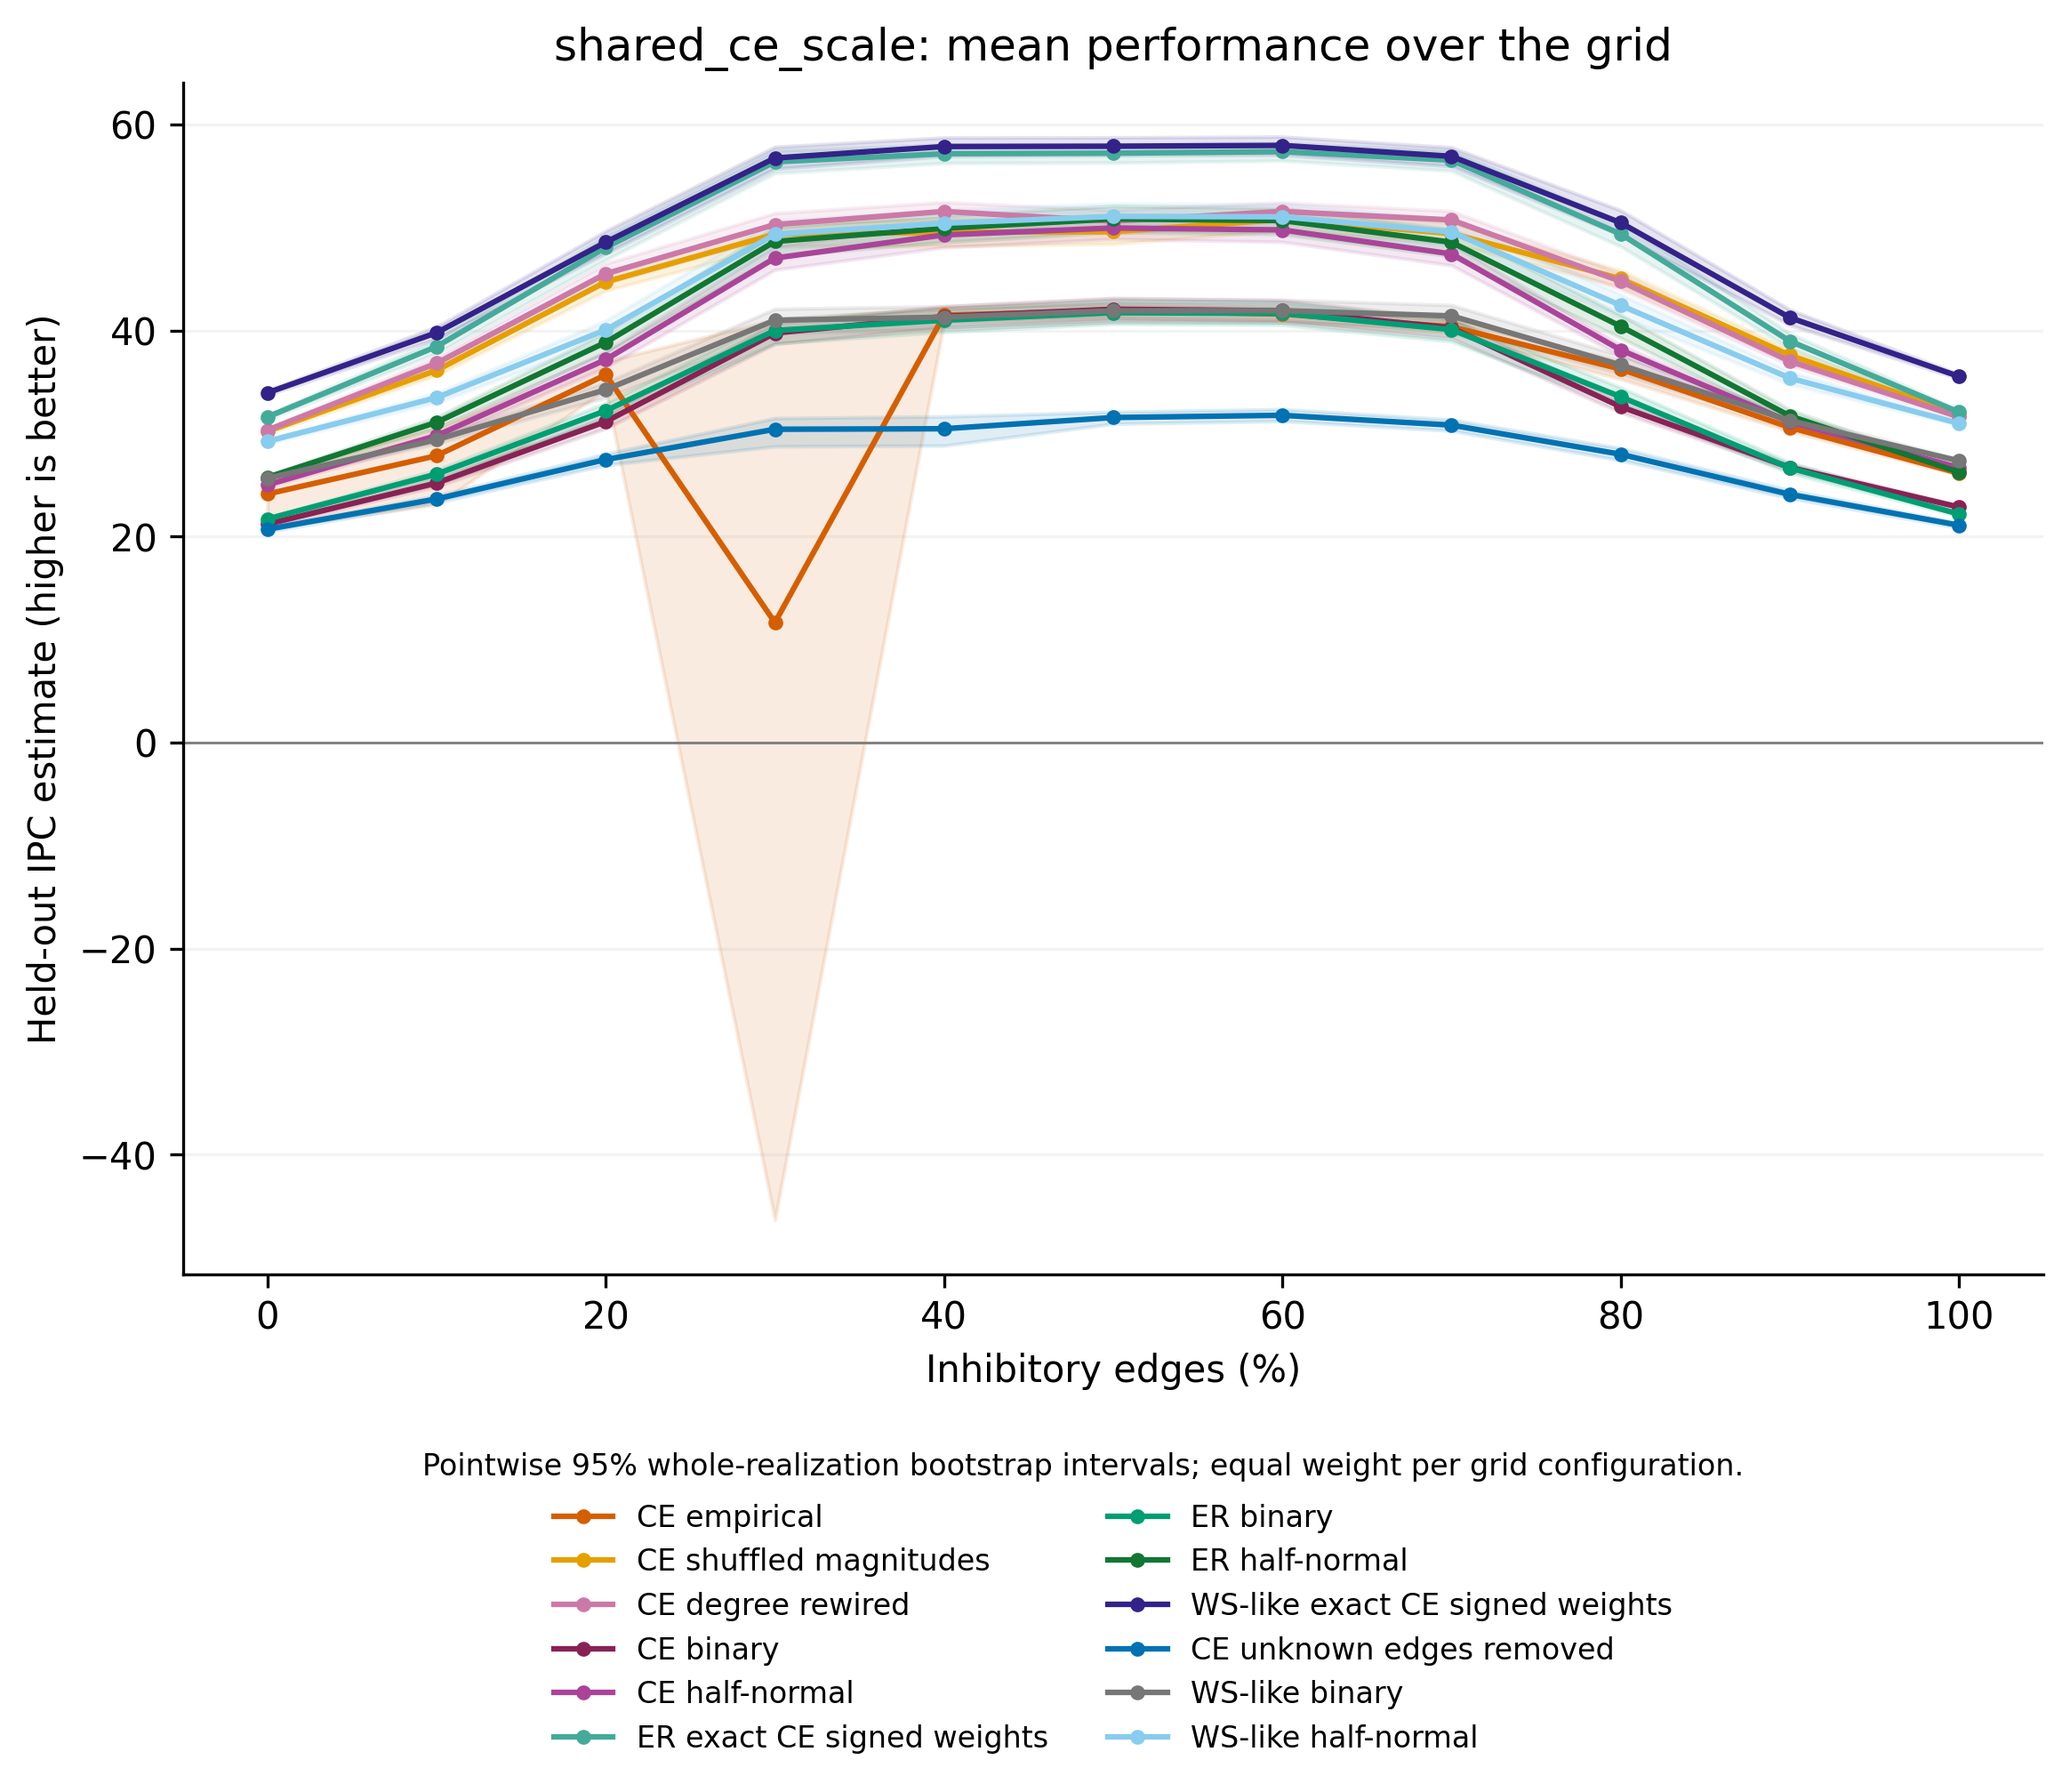 shared_ce_scale: mean performance over the grid
Held-out IPC estimate (higher is better)
60
40
20
0
−20
−40
0 20 40 60 80 100
Inhibitory edges (%)
Pointwise 95% whole-realization bootstrap intervals; equal weight per grid configuration.
CE empirical
CE shuffled magnitudes
CE degree rewired
CE binary
CE half-normal
ER exact CE signed weights
ER binary
ER half-normal
WS-like exact CE signed weights
CE unknown edges removed
WS-like binary
WS-like half-normal